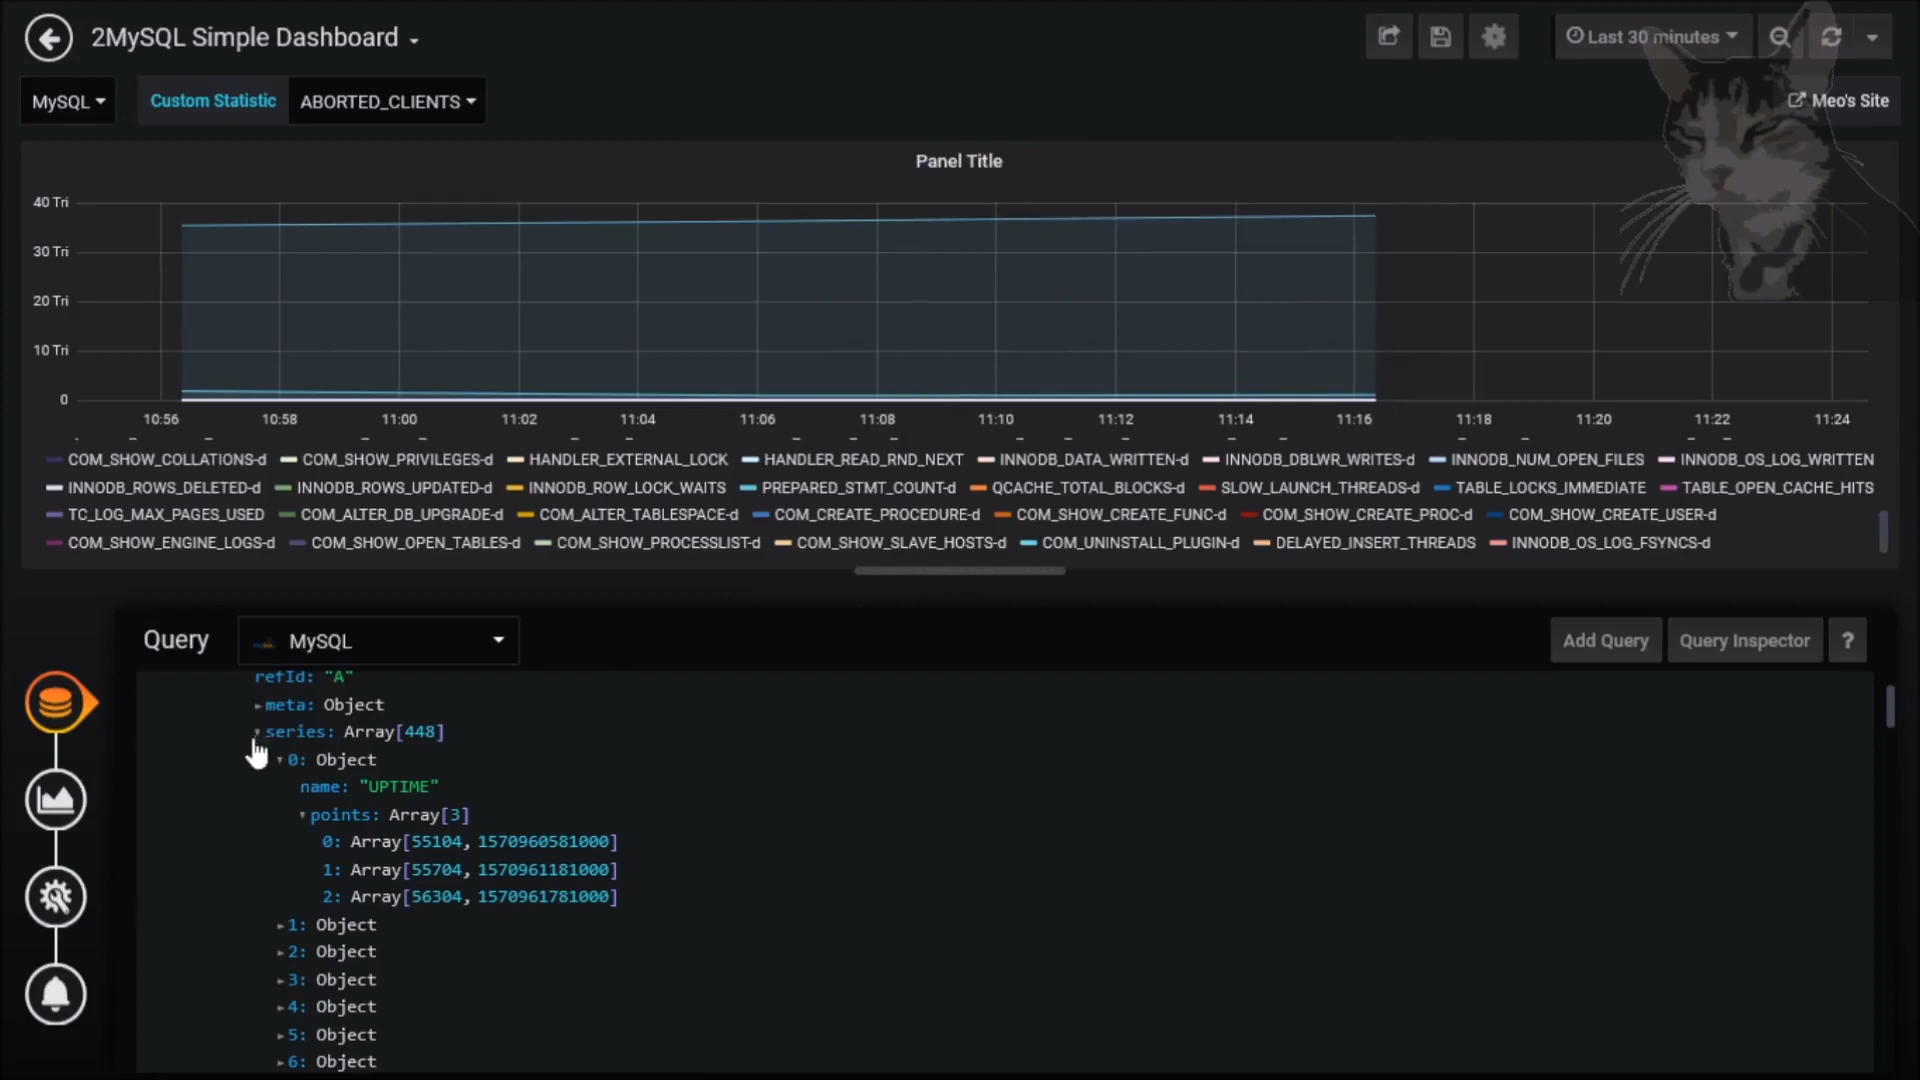 2MySQL Simple Dashboard
Last 30 minutes
MySQL
Custom Statistic
ABORTED_CLIENTS
Meo's Site
Panel Title
40 Tri
30 Tri
20 Tri
10 Tri
0
10:56 10:58 11:00 11:02 11:04 11:06 11:08 11:10 11:12 11:14 11:16 11:18 11:20 11:22 11:24
COM_SHOW_COLLATIONS-d COM_SHOW_PRIVILEGES-d HANDLER_EXTERNAL_LOCK HANDLER_READ_RND_NEXT INNODB_DATA_WRITTEN-d INNODB_DBLWR_WRITES-d INNODB_NUM_OPEN_FILES INNODB_OS_LOG_WRITTEN
INNODB_ROWS_DELETED-d INNODB_ROWS_UPDATED-d INNODB_ROW_LOCK_WAITS PREPARED_STMT_COUNT-d QCACHE_TOTAL_BLOCKS-d SLOW_LAUNCH_THREADS-d TABLE_LOCKS_IMMEDIATE TABLE_OPEN_CACHE_HITS
TC_LOG_MAX_PAGES_USED COM_ALTER_DB_UPGRADE-d COM_ALTER_TABLESPACE-d COM_CREATE_PROCEDURE-d COM_SHOW_CREATE_FUNC-d COM_SHOW_CREATE_PROC-d COM_SHOW_CREATE_USER-d
COM_SHOW_ENGINE_LOGS-d COM_SHOW_OPEN_TABLES-d COM_SHOW_PROCESSLIST-d COM_SHOW_SLAVE_HOSTS-d COM_UNINSTALL_PLUGIN-d DELAYED_INSERT_THREADS INNODB_OS_LOG_FSYNCS-d
Query
MySQL
Add Query
Query Inspector
?
refId: "A"
meta: Object
series: Array[448]
0: Object
name: "UPTIME"
points: Array[3]
0: Array[55104, 1570960581000]
1: Array[55704, 1570961181000]
2: Array[56304, 1570961781000]
1: Object
2: Object
3: Object
4: Object
5: Object
6: Object